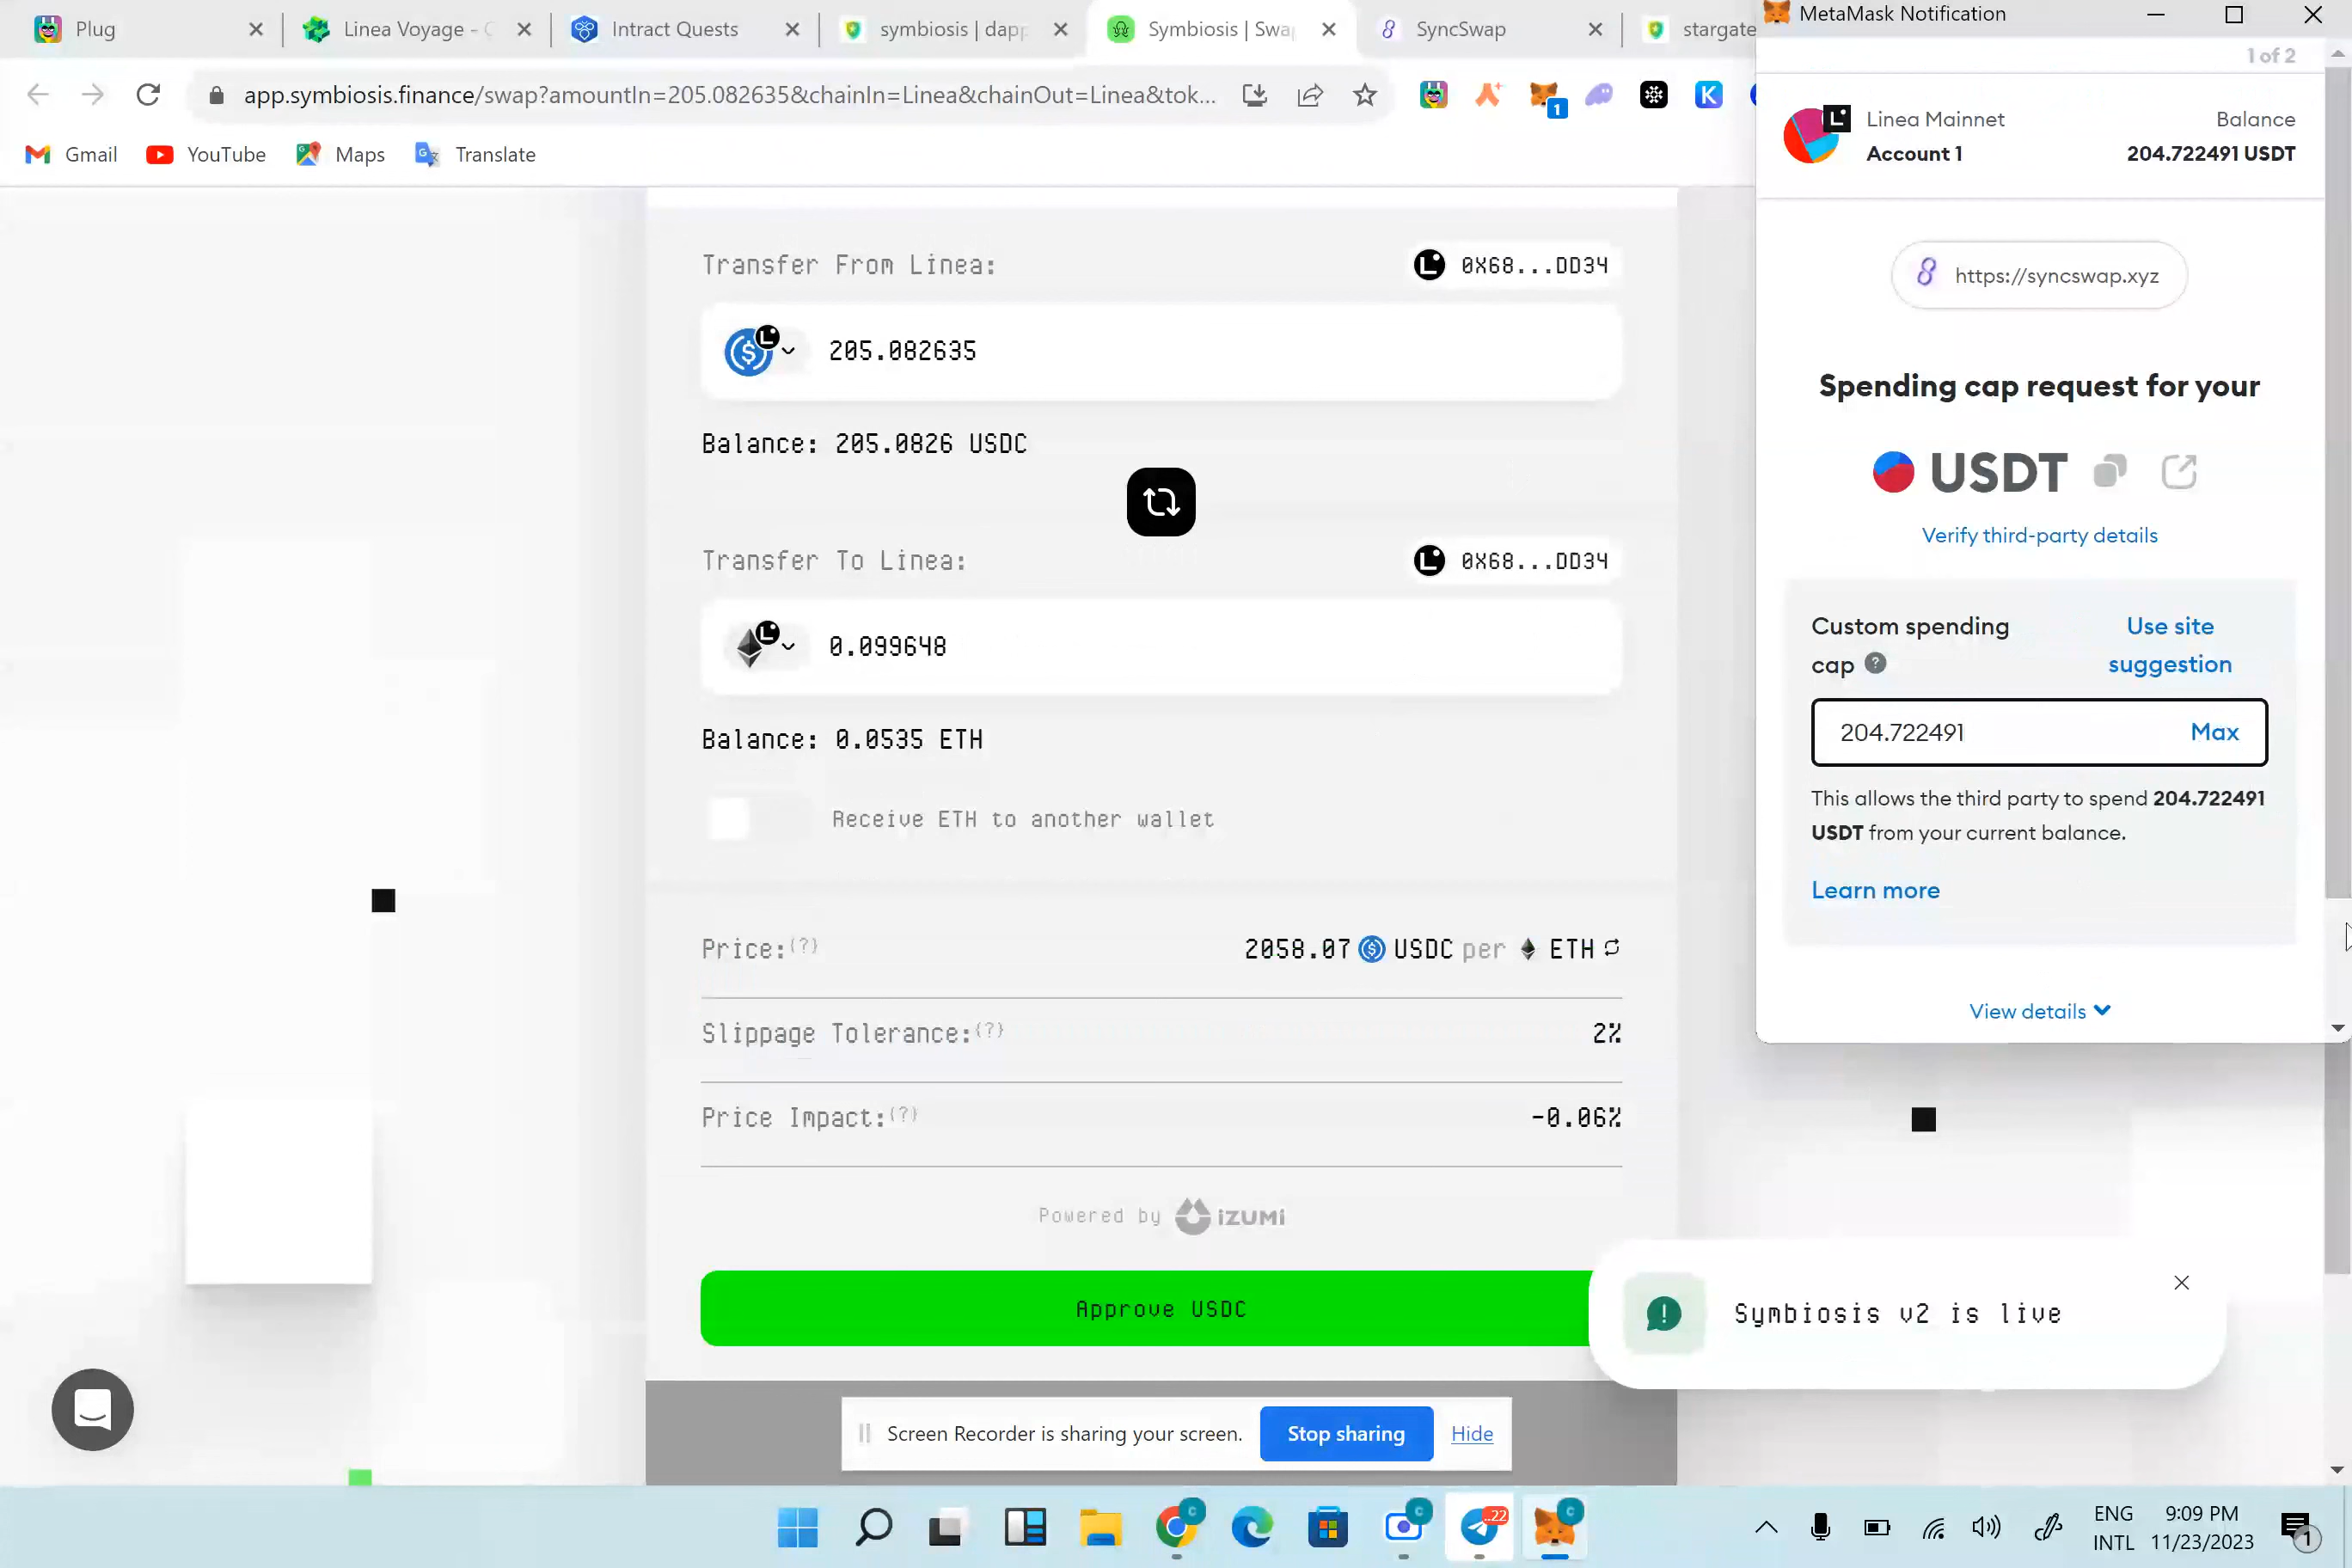 Plug
Linea Voyage -
Intract Quests
symbiosis | dapp
Symbiosis | Swa
SyncSwap
stargate
app.symbiosis.finance/swap?amountIn=205.082635&chainIn=Linea&chainOut=Linea&tok...
1
K
Gmail
YouTube
Maps
Translate
Transfer From Linea:
0X68...DD34
205.082635
Balance: 205.0826 USDC
Transfer To Linea:
0X68...DD34
0.099648
Balance: 0.0535 ETH
Receive ETH to another wallet
Price:(?)
2058.07 USDC per ETH
Slippage Tolerance:(?)
2%
Price Impact:(?)
-0.06%
Powered by iZUMi
Approve USDC
Symbiosis v2 is live
Screen Recorder is sharing your screen.
Stop sharing
Hide
MetaMask Notification
1 of 2
Linea Mainnet
Account 1
Balance
204.722491 USDT
https://syncswap.xyz
Spending cap request for your
USDT
Verify third-party details
Custom spending
cap
Use site
suggestion
204.722491
Max
This allows the third party to spend 204.722491
USDT from your current balance.
Learn more
View details
..22
ENG
INTL
9:09 PM
11/23/2023
1